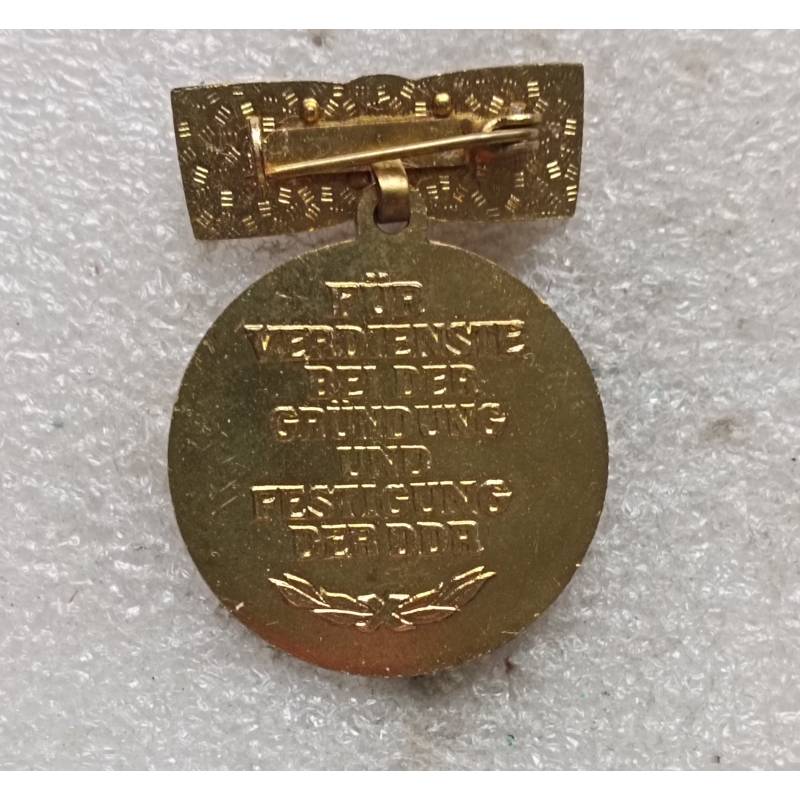 FÜR
VERDIENSTE
BEI DER
GRÜNDUNG
UND
FESTIGUNG
DER DDR